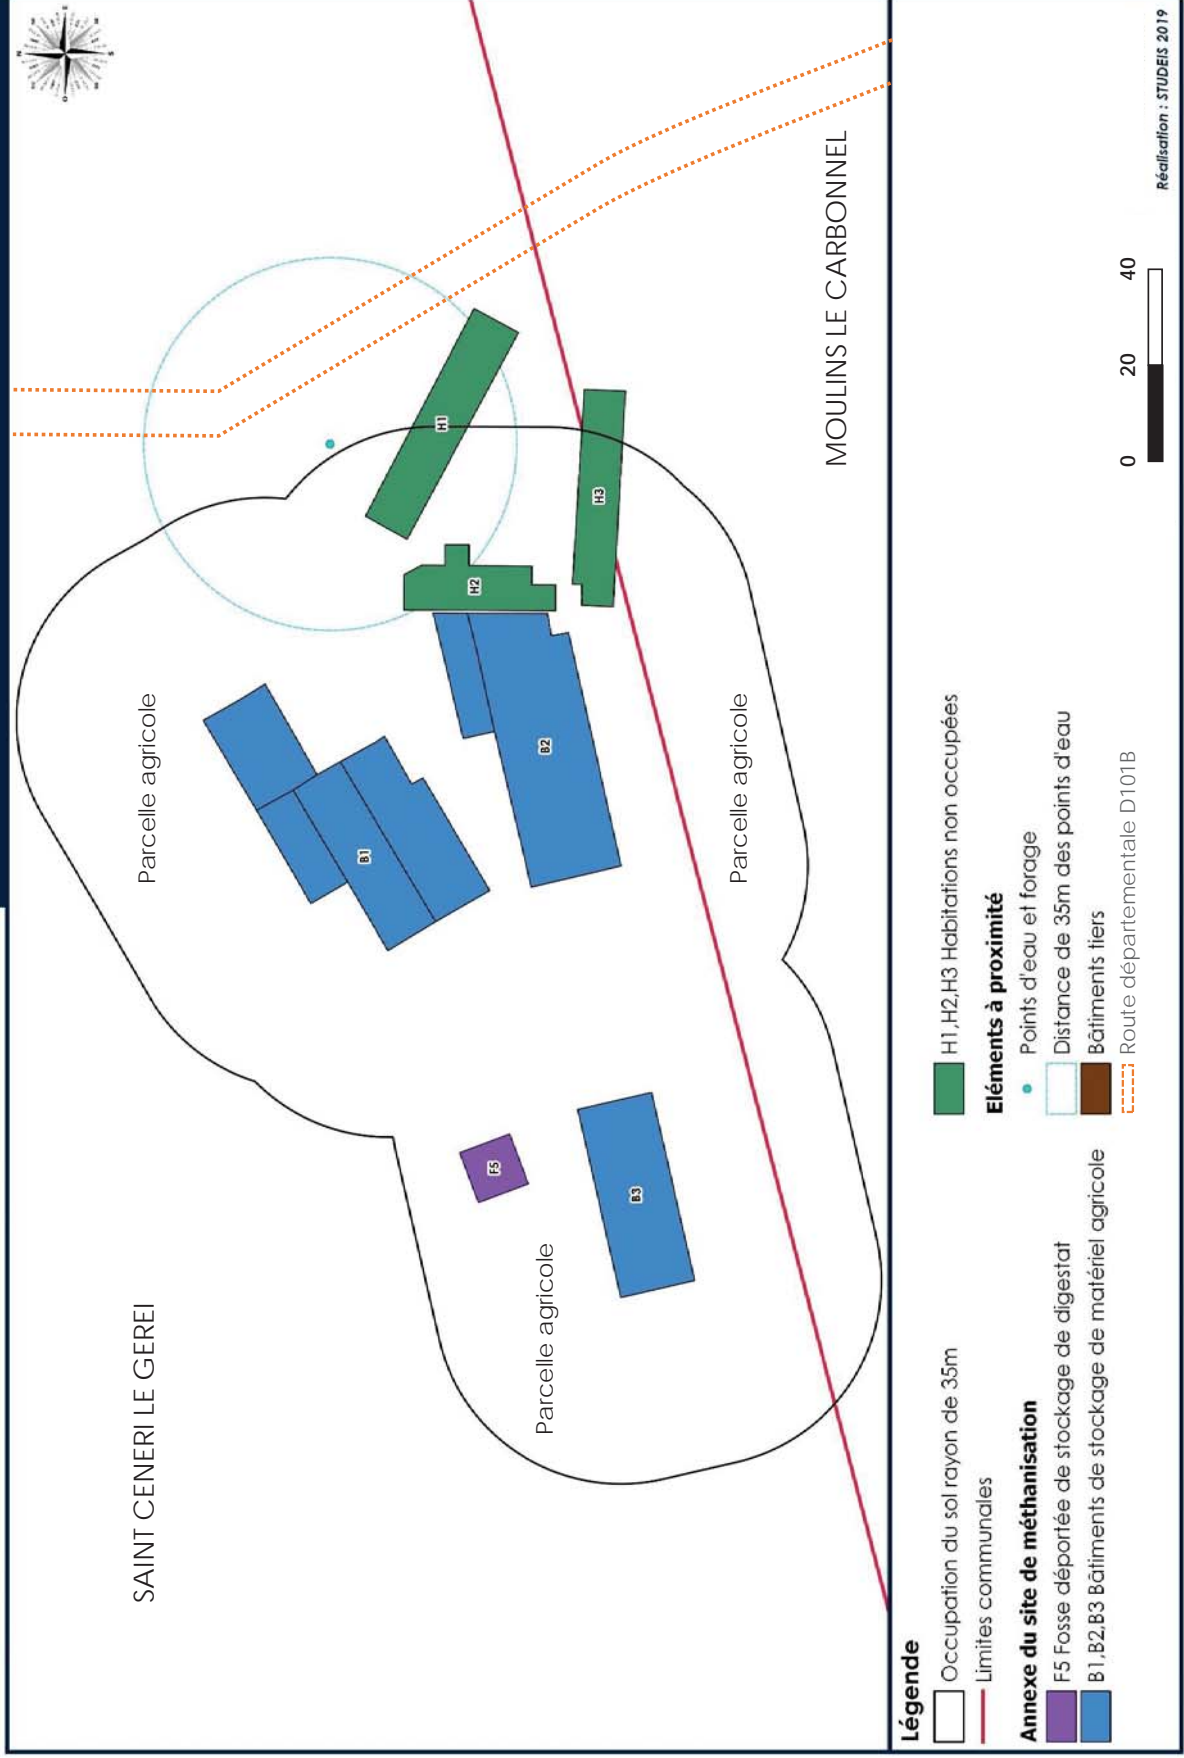 N
S
E
O
SAINT CENERI LE GEREI
Parcelle agricole
B1
B2
H1
H2
H3
F5
B3
Parcelle agricole
Parcelle agricole
MOULINS LE CARBONNEL
Légende
Occupation du sol rayon de 35m
Limites communales
Annexe du site de méthanisation
F5 Fosse déportée de stockage de digestat
B1,B2,B3 Bâtiments de stockage de matériel agricole
H1,H2,H3 Habitations non occupées
Eléments à proximité
Points d'eau et forage
Distance de 35m des points d'eau
Bâtiments tiers
Route départementale D101B
0 20 40
Réalisation : STUDEIS 2019